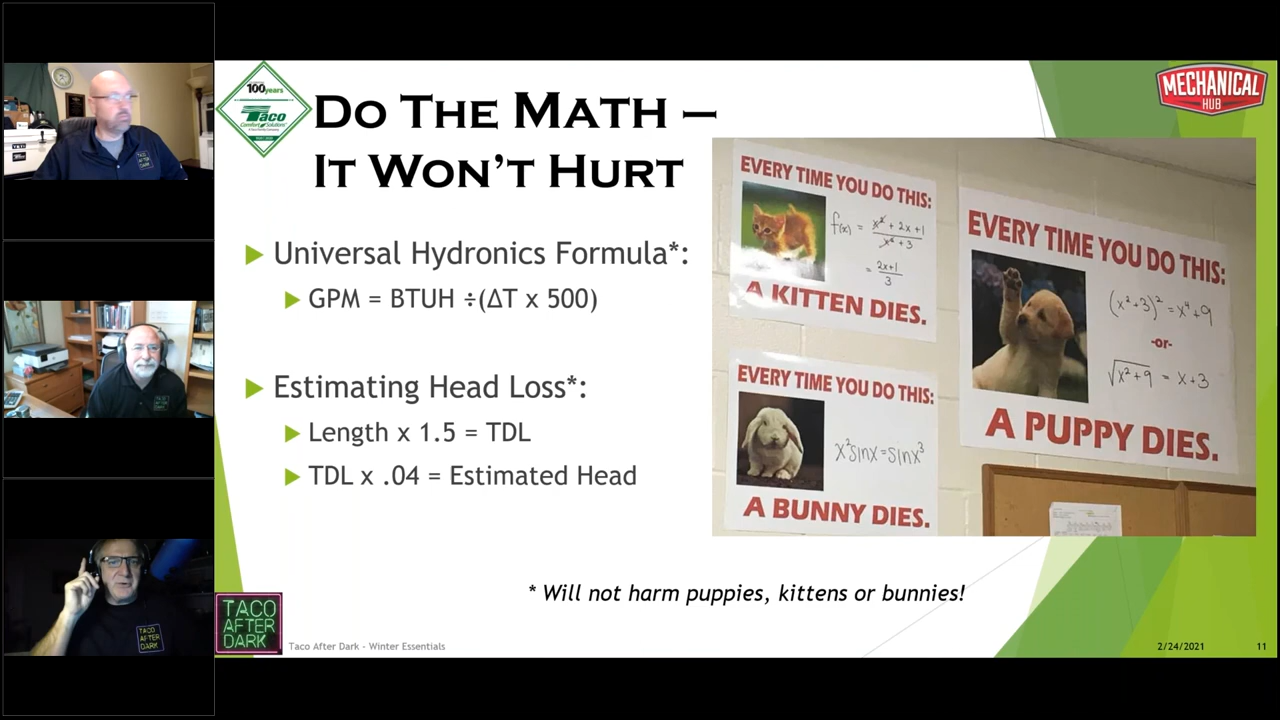 100years
Taco
Comfort Solutions
DO THE MATH –
IT WON'T HURT
MECHANICAL
HUB
Universal Hydronics Formula*:
GPM = BTUH ÷(ΔT x 500)
Estimating Head Loss*:
Length x 1.5 = TDL
TDL x .04 = Estimated Head
EVERY TIME YOU DO THIS:
f(x) = x² + 2x + 1
x² + 3
= 2x+1
3
A KITTEN DIES.
EVERY TIME YOU DO THIS:
x²sinx = sinx³
A BUNNY DIES.
EVERY TIME YOU DO THIS:
(x²+3)² = x⁴+9
-or-
√x²+9 = x+3
A PUPPY DIES.
* Will not harm puppies, kittens or bunnies!
TACO
AFTER
DARK
Taco After Dark - Winter Essentials
2/24/2021
11
TACO
AFTER
DARK